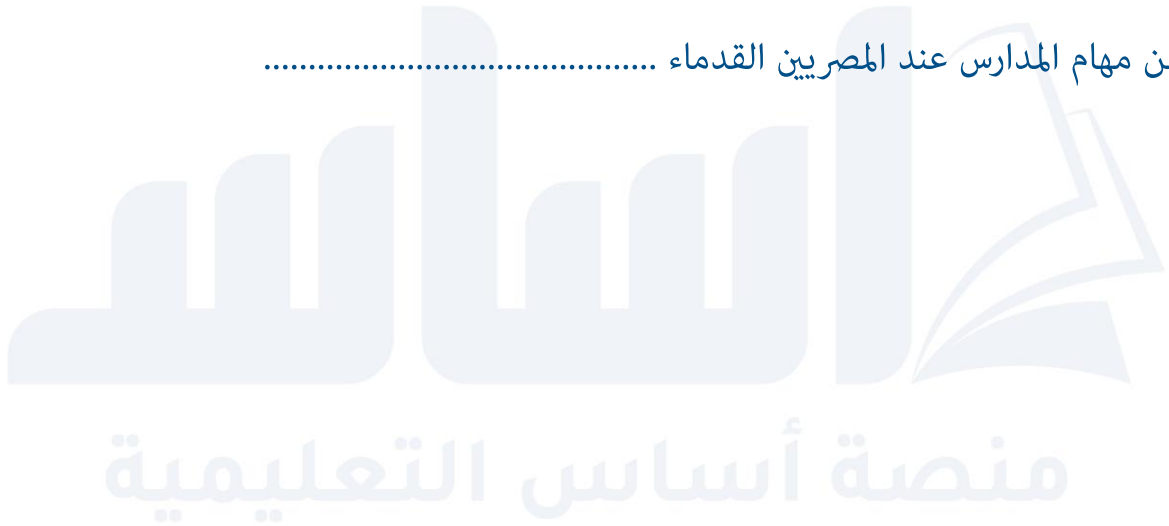 ن مهام المدارس عند المصريين القدماء ...............................................
أساس
منصة أساس التعليمية